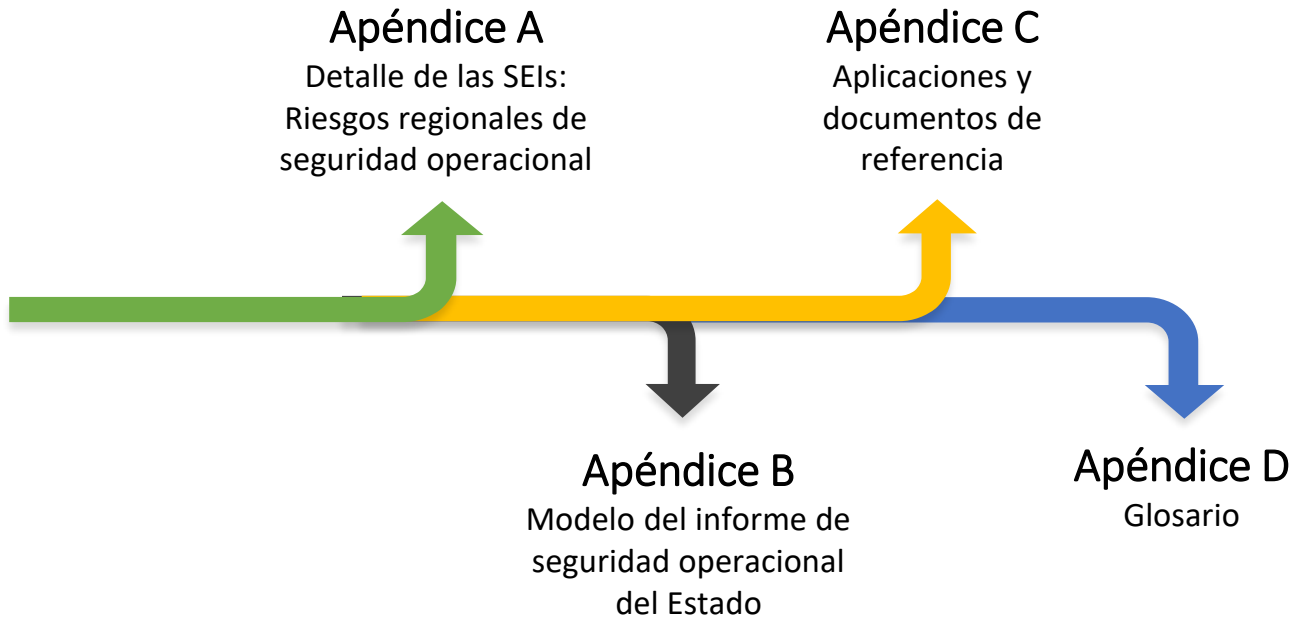 Apéndice A
Detalle de las SEIs:
Riesgos regionales de
seguridad operacional
Apéndice C
Aplicaciones y
documentos de
referencia
Apéndice B
Modelo del informe de
seguridad operacional
del Estado
Apéndice D
Glosario